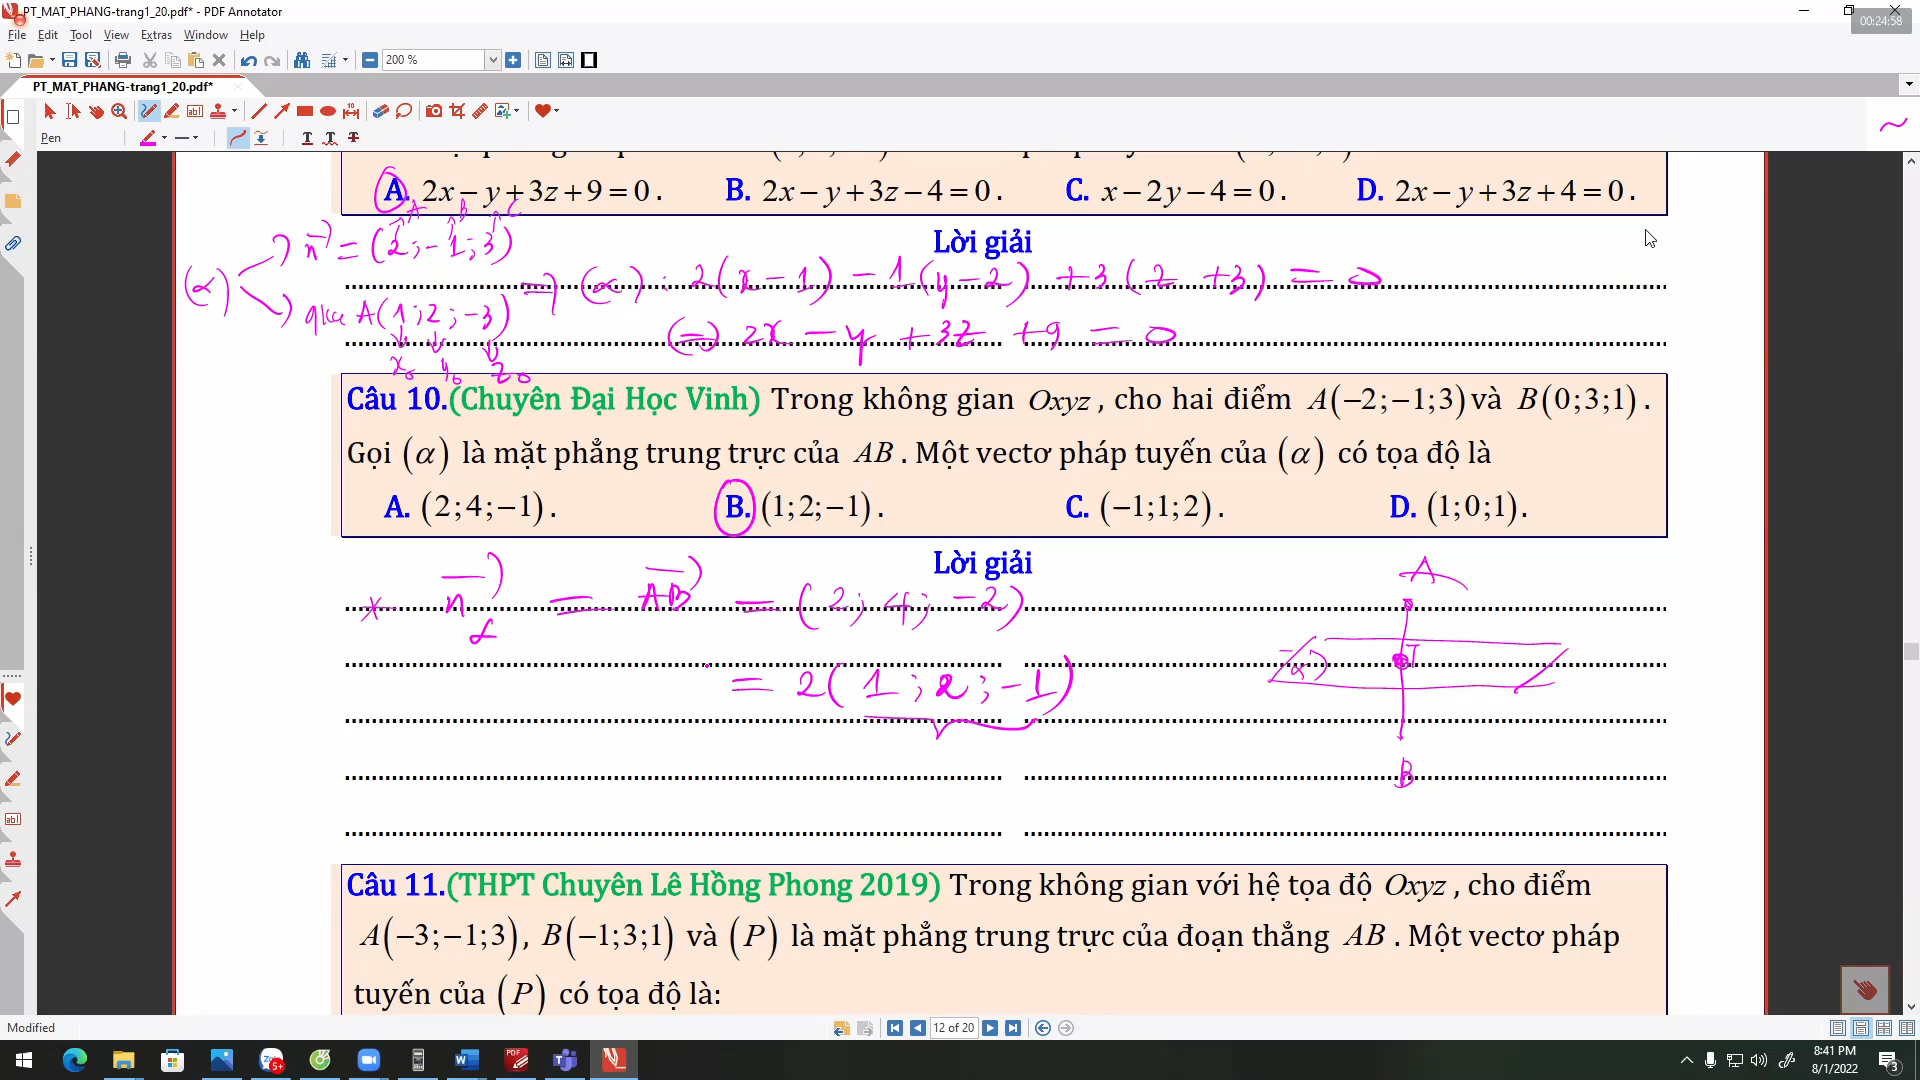 PT_MAT_PHANG-trang1_20.pdf* - PDF Annotator
00:24:58
File Edit Tool View Extras Window Help
200 %
PT_MAT_PHANG-trang1_20.pdf*
Pen
A. 2x − y + 3z + 9 = 0. B. 2x − y + 3z − 4 = 0. C. x − 2y − 4 = 0. D. 2x − y + 3z + 4 = 0.
A B C
n = (2; -1; 3)
Lời giải
(α)
=> (α): 2(x − 1) − 1(y − 2) + 3(z + 3) = 0
qua A(1; 2; -3)
(=) 2x − y + 3z + 9 = 0
x₀ y₀ z₀
Câu 10.(Chuyên Đại Học Vinh) Trong không gian Oxyz, cho hai điểm A(−2;−1;3) và B(0;3;1).
Gọi (α) là mặt phẳng trung trực của AB. Một vectơ pháp tuyến của (α) có tọa độ là
A. (2;4;−1). B. (1;2;−1). C. (−1;1;2). D. (1;0;1).
Lời giải
* n α = AB = (2; 4; -2)
= 2(1; 2; -1)
A
(α) I
B
Câu 11.(THPT Chuyên Lê Hồng Phong 2019) Trong không gian với hệ tọa độ Oxyz, cho điểm
A(−3;−1;3), B(−1;3;1) và (P) là mặt phẳng trung trực của đoạn thẳng AB. Một vectơ pháp
tuyến của (P) có tọa độ là:
Modified
12 of 20
8:41 PM
8/1/2022